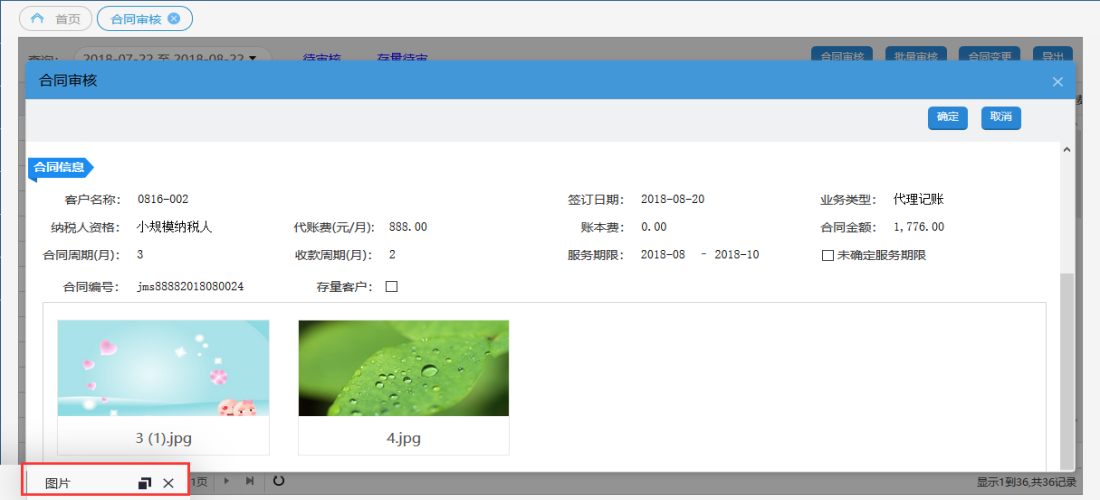 首页 合同审核
查询： 2018-07-22 至 2018-08-22 待审核 存量待审 合同审核 批量审核 合同变更 导出
合同审核
确定 取消
合同信息
客户名称： 0816-002 签订日期： 2018-08-20 业务类型： 代理记账
纳税人资格： 小规模纳税人 代账费(元/月)： 888.00 账本费： 0.00 合同金额： 1,776.00
合同周期(月)： 3 收款周期(月)： 2 服务期限： 2018-08 - 2018-10 未确定服务期限
合同编号： jms88882018080024 存量客户：
3 (1).jpg 4.jpg
图片 1页 显示1到36,共36记录